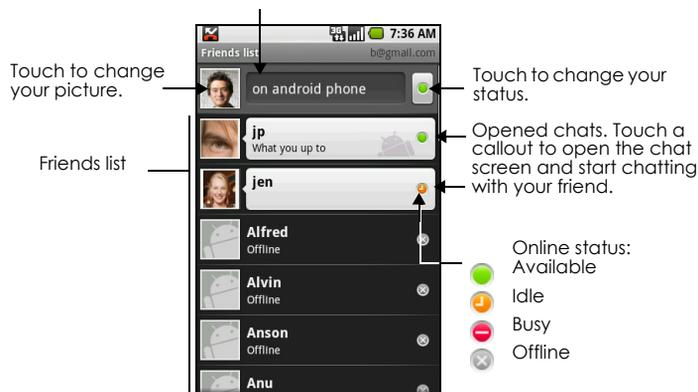 3G
7:36 AM
Friends list
b@gmail.com
Touch to change
your picture.
on android phone
Touch to change your
status.
jp
What you up to
Opened chats. Touch a
callout to open the chat
screen and start chatting
with your friend.
Friends list
jen
Alfred
Offline
Online status:
Available
Alvin
Offline
Idle
Busy
Anson
Offline
Offline
Anu